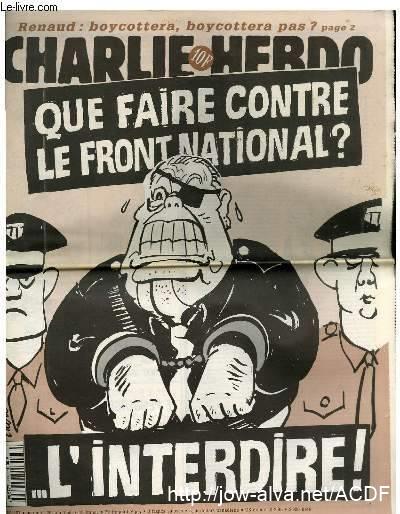 Le-livre.com
Renaud : boycottera, boycottera pas ? page 2
CHARLIE HEBDO
10F
QUE FAIRE CONTRE
LE FRONT NATIONAL ?
...L'INTERDIRE !
http://jow-alva.net/ACDF